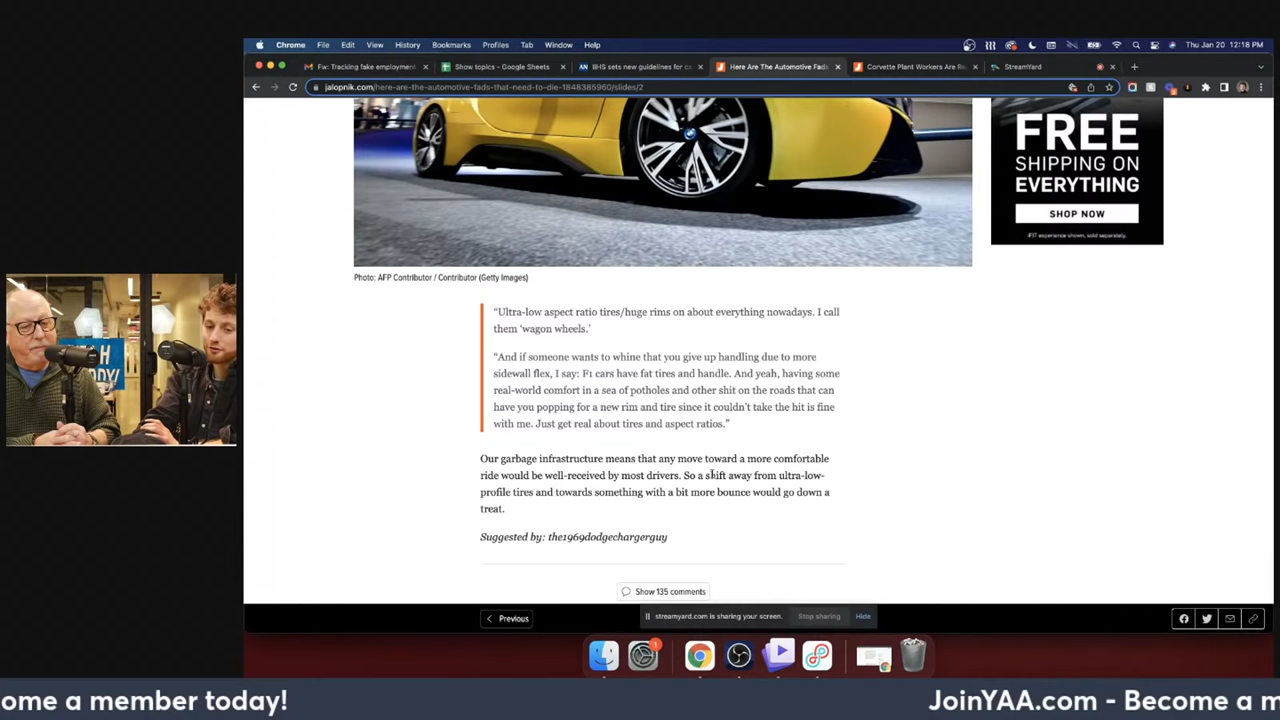 Chrome File Edit View History Bookmarks Profiles Tab Window Help
Thu Jan 20 12:18 PM
Fw: Tracking fake employment
Show topics - Google Sheets
IIHS sets new guidelines for ca
Here Are The Automotive Fads
Corvette Plant Workers Are Re
StreamYard
jalopnik.com/here-are-the-automotive-fads-that-need-to-die-1848385960/slides/2
FREE
SHIPPING ON
EVERYTHING
SHOP NOW
experience shown, sold separately.
Photo: AFP Contributor / Contributor (Getty Images)
“Ultra-low aspect ratio tires/huge rims on about everything nowadays. I call
them ‘wagon wheels.’
“And if someone wants to whine that you give up handling due to more
sidewall flex, I say: F1 cars have fat tires and handle. And yeah, having some
real-world comfort in a sea of potholes and other shit on the roads that can
have you popping for a new rim and tire since it couldn’t take the hit is fine
with me. Just get real about tires and aspect ratios.”
Our garbage infrastructure means that any move toward a more comfortable
ride would be well-received by most drivers. So a shift away from ultra-low-
profile tires and towards something with a bit more bounce would go down a
treat.
Suggested by: the1969dodgechargerguy
Show 135 comments
Previous
streamyard.com is sharing your screen.
Stop sharing
Hide
1
ome a member today!
JoinYAA.com - Become a m